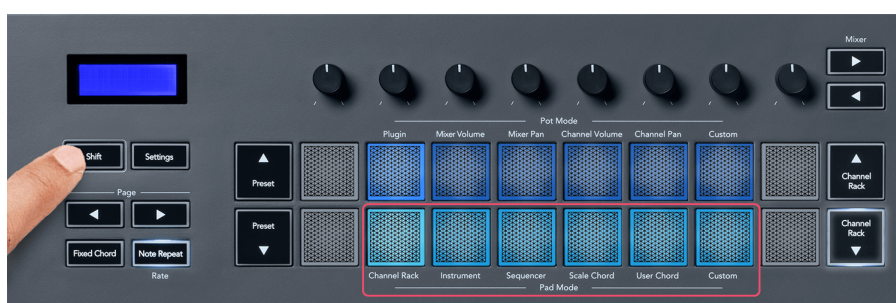 Mixer
Pot Mode
Plugin Mixer Volume Mixer Pan Channel Volume Channel Pan Custom
Shift Settings
Preset
Channel
Rack
Page
Preset
Channel
Rack
Fixed Chord Note Repeat
Rate
Channel Rack Instrument Sequencer Scale Chord User Chord Custom
Pad Mode